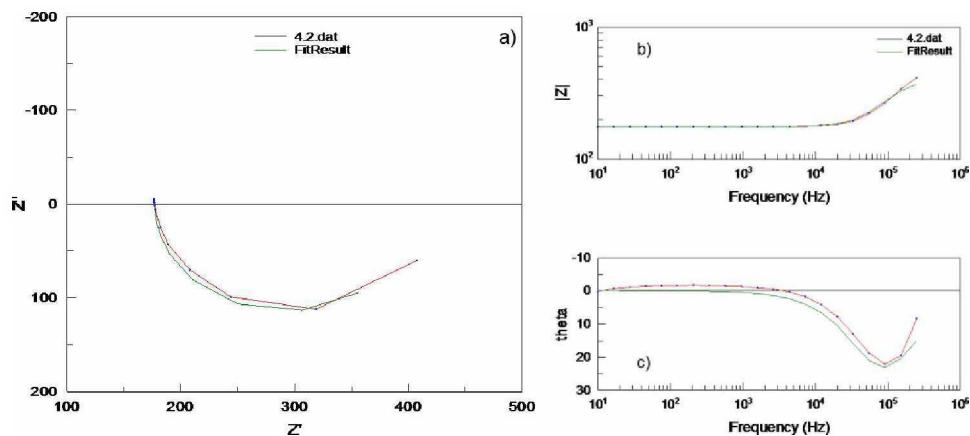 a)
4.2.dat
FitResult
-200
-100
0
100
200
Z''
100
200
300
400
500
Z'
b)
4.2.dat
FitResult
10³
10²
|Z|
10¹
10²
10³
10⁴
10⁵
10⁶
Frequency (Hz)
c)
-10
0
10
20
30
theta
10¹
10²
10³
10⁴
10⁵
10⁶
Frequency (Hz)